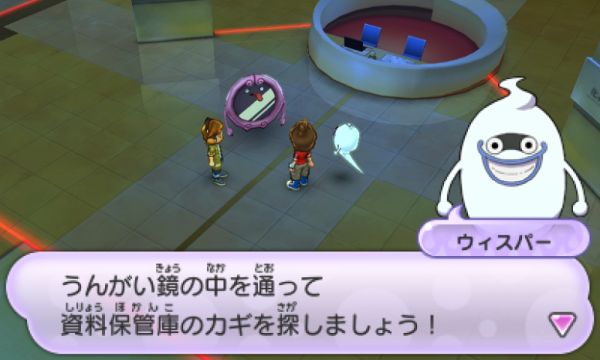 ウィスパー
うんがい鏡の中を通って
資料保管庫のカギを探しましょう！